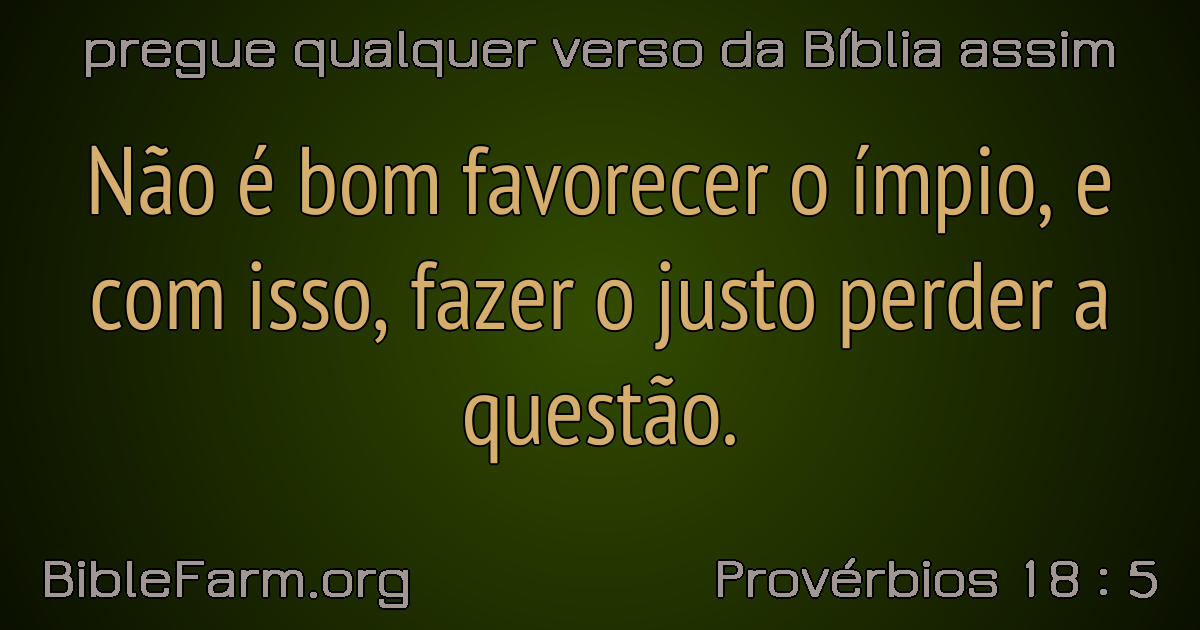 pregue qualquer verso da Bíblia assim
Não é bom favorecer o ímpio, e
com isso, fazer o justo perder a
questão.
BibleFarm.org
Provérbios 18 : 5